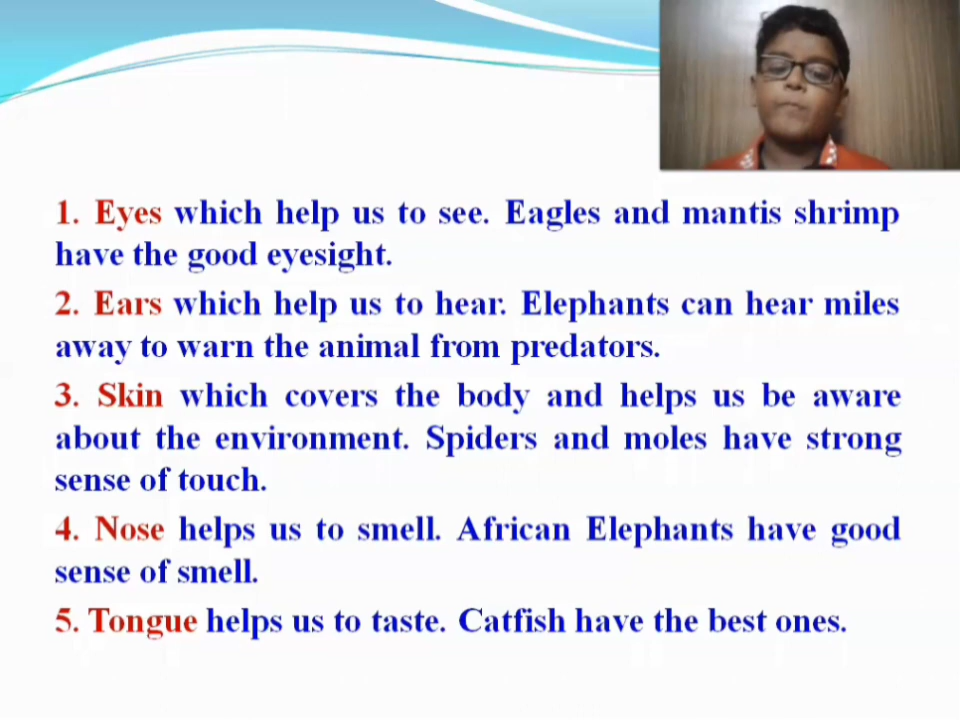 1. Eyes which help us to see. Eagles and mantis shrimp
have the good eyesight.
2. Ears which help us to hear. Elephants can hear miles
away to warn the animal from predators.
3. Skin which covers the body and helps us be aware
about the environment. Spiders and moles have strong
sense of touch.
4. Nose helps us to smell. African Elephants have good
sense of smell.
5. Tongue helps us to taste. Catfish have the best ones.